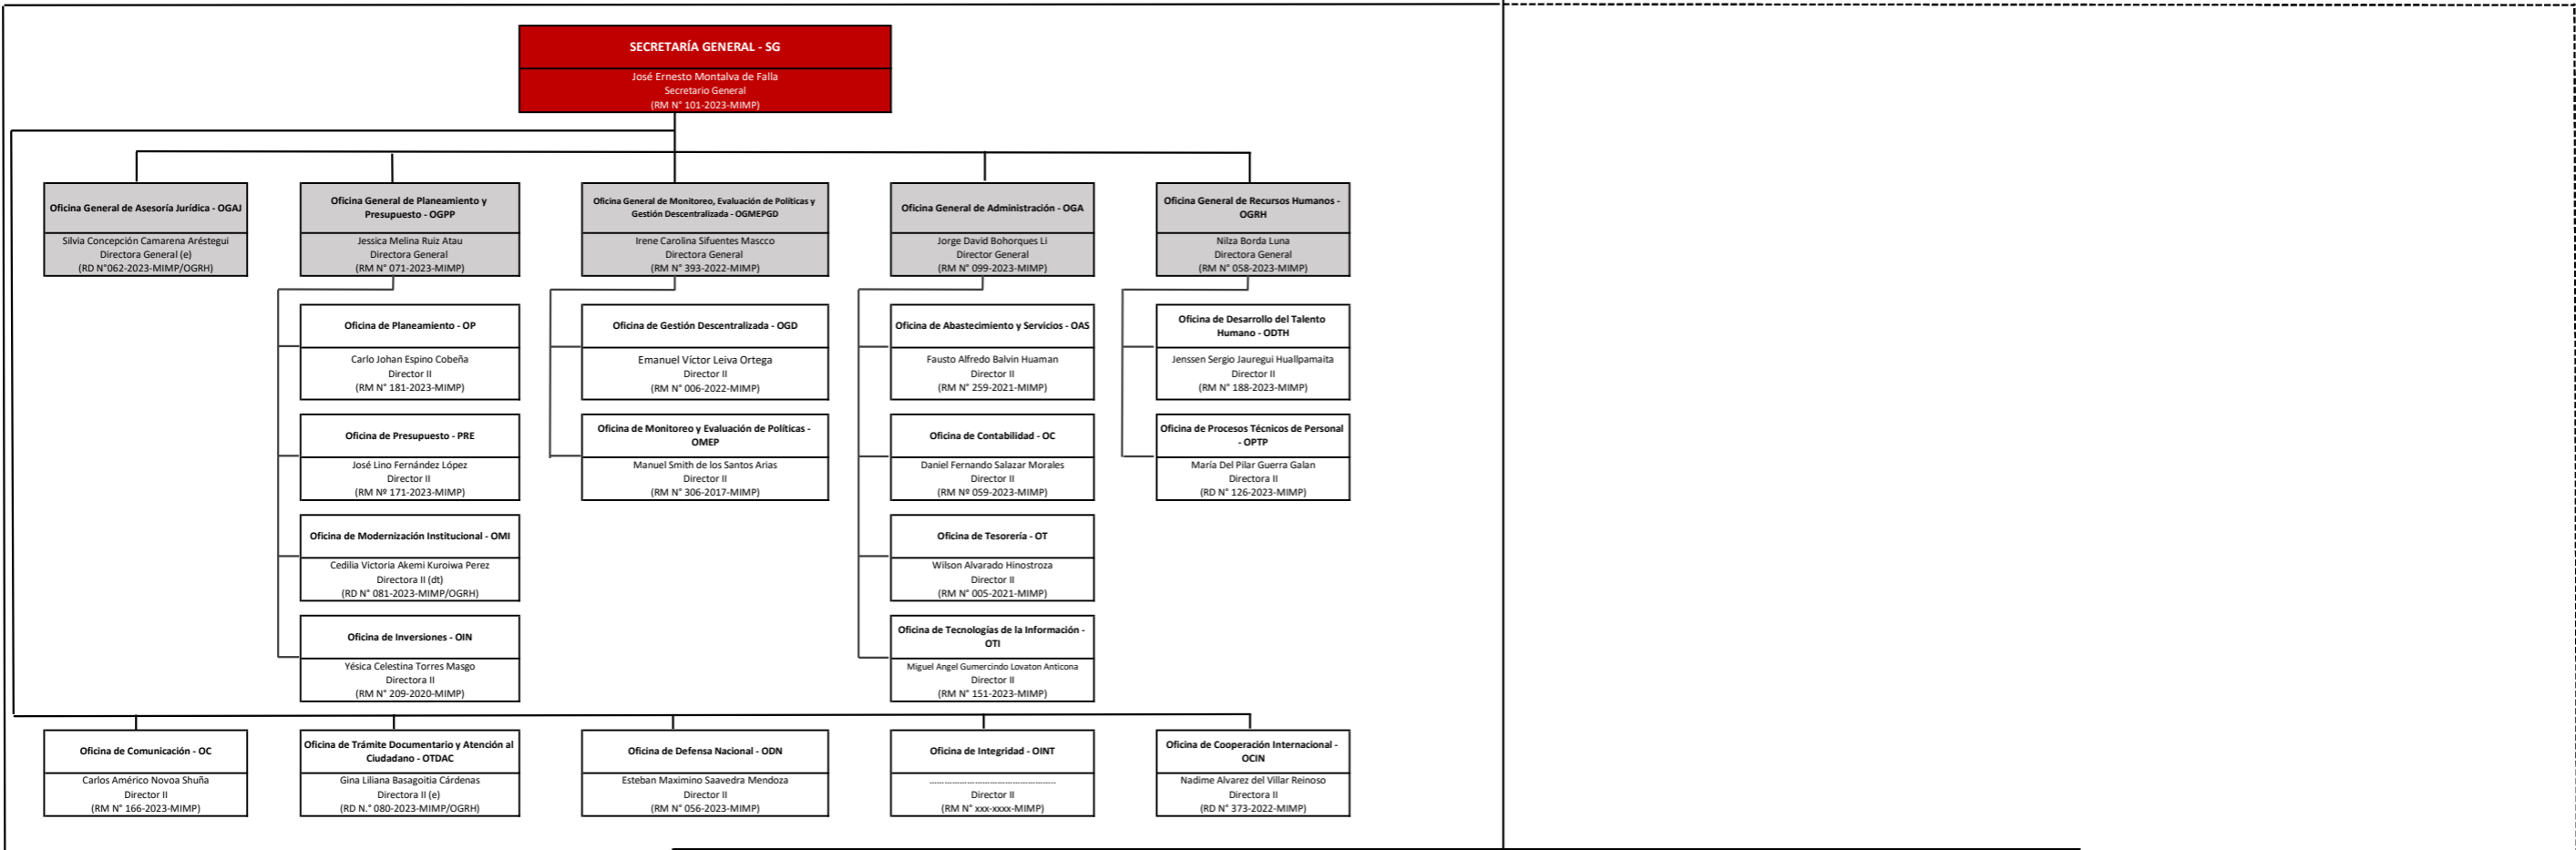 SECRETARÍA GENERAL - SG
José Ernesto Montalva de Falla
Secretario General
(RM N° 101-2023-MIMP)
Oficina General de Asesoría Jurídica - OGAJ
Silvia Concepción Camarena Aréstegui
Directora General (e)
(RD N°062-2023-MIMP/OGRH)
Oficina General de Planeamiento y
Presupuesto - OGPP
Jessica Melina Ruiz Atau
Directora General
(RM N° 071-2023-MIMP)
Oficina General de Monitoreo, Evaluación de Políticas y
Gestión Descentralizada - OGMEPGD
Irene Carolina Sifuentes Mascco
Directora General
(RM N° 393-2022-MIMP)
Oficina General de Administración - OGA
Jorge David Bohorques Li
Director General
(RM N° 099-2023-MIMP)
Oficina General de Recursos Humanos -
OGRH
Nilza Borda Luna
Directora General
(RM N° 058-2023-MIMP)
Oficina de Planeamiento - OP
Carlo Johan Espino Cobeña
Director II
(RM N° 181-2023-MIMP)
Oficina de Gestión Descentralizada - OGD
Emanuel Víctor Leiva Ortega
Director II
(RM N° 006-2022-MIMP)
Oficina de Abastecimiento y Servicios - OAS
Fausto Alfredo Balvin Huaman
Director II
(RM N° 259-2021-MIMP)
Oficina de Desarrollo del Talento
Humano - ODTH
Jenssen Sergio Jauregui Huallpamaita
Director II
(RM N° 188-2023-MIMP)
Oficina de Presupuesto - PRE
José Lino Fernández López
Director II
(RM Nº 171-2023-MIMP)
Oficina de Monitoreo y Evaluación de Políticas -
OMEP
Manuel Smith de los Santos Arias
Director II
(RM N° 306-2017-MIMP)
Oficina de Contabilidad - OC
Daniel Fernando Salazar Morales
Director II
(RM Nº 059-2023-MIMP)
Oficina de Procesos Técnicos de Personal
- OPTP
María Del Pilar Guerra Galan
Directora II
(RD N° 126-2023-MIMP)
Oficina de Modernización Institucional - OMI
Cedilia Victoria Akemi Kuroiwa Perez
Directora II (dt)
(RD N° 081-2023-MIMP/OGRH)
Oficina de Tesorería - OT
Wilson Alvarado Hinostroza
Director II
(RM N° 005-2021-MIMP)
Oficina de Inversiones - OIN
Yésica Celestina Torres Masgo
Directora II
(RM N° 209-2020-MIMP)
Oficina de Tecnologías de la Información -
OTI
Miguel Angel Gumercindo Lovaton Anticona
Director II
(RM N° 151-2023-MIMP)
Oficina de Comunicación - OC
Carlos Américo Novoa Shuña
Director II
(RM N° 166-2023-MIMP)
Oficina de Trámite Documentario y Atención al
Ciudadano - OTDAC
Gina Liliana Basagoitia Cárdenas
Directora II (e)
(RD N.° 080-2023-MIMP/OGRH)
Oficina de Defensa Nacional - ODN
Esteban Maximino Saavedra Mendoza
Director II
(RM N° 056-2023-MIMP)
Oficina de Integridad - OINT
................................................
Director II
(RM N° xxx-xxxx-MIMP)
Oficina de Cooperación Internacional -
OCIN
Nadime Alvarez del Villar Reinoso
Directora II
(RD N° 373-2022-MIMP)